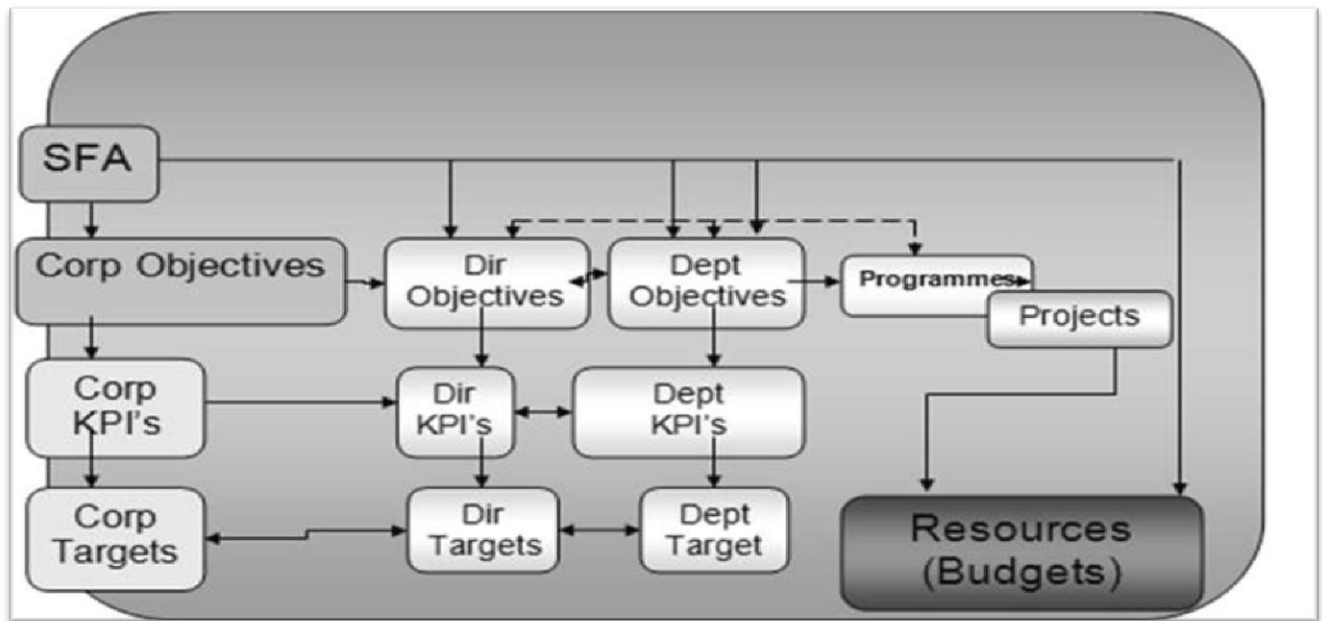 SFA
Corp Objectives
Dir
Objectives
Dept
Objectives
Programmes
Projects
Corp
KPI's
Dir
KPI's
Dept
KPI's
Corp
Targets
Dir
Targets
Dept
Target
Resources
(Budgets)